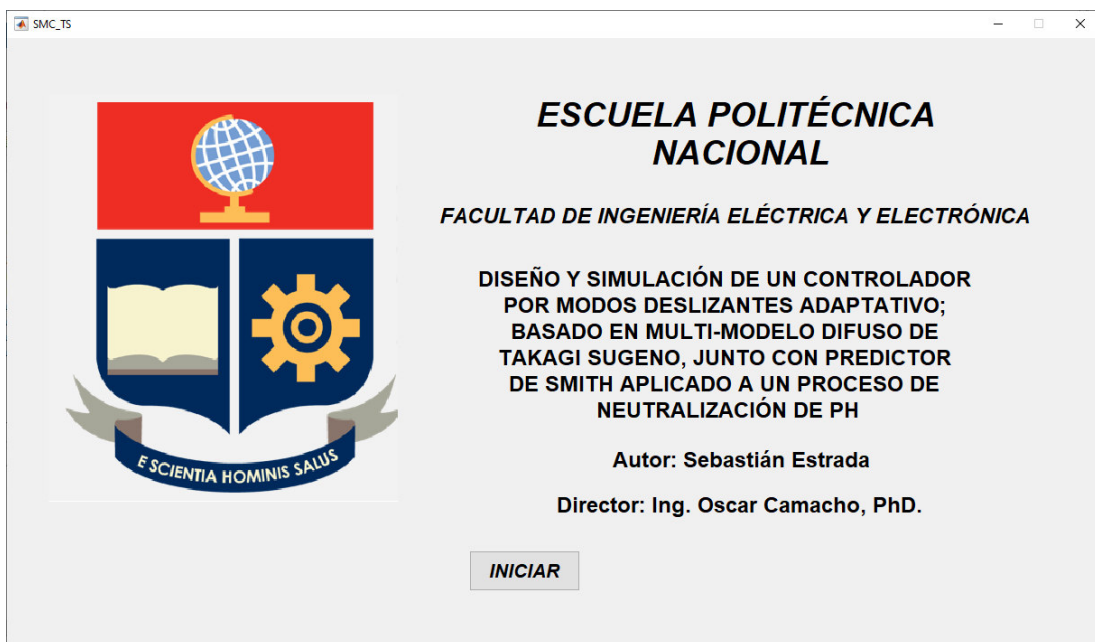 SMC_TS
ESCUELA POLITÉCNICA
NACIONAL
FACULTAD DE INGENIERÍA ELÉCTRICA Y ELECTRÓNICA
DISEÑO Y SIMULACIÓN DE UN CONTROLADOR
POR MODOS DESLIZANTES ADAPTATIVO;
BASADO EN MULTI-MODELO DIFUSO DE
TAKAGI SUGENO, JUNTO CON PREDICTOR
DE SMITH APLICADO A UN PROCESO DE
NEUTRALIZACIÓN DE PH
E SCIENTIA HOMINIS SALUS
Autor: Sebastián Estrada
Director: Ing. Oscar Camacho, PhD.
INICIAR